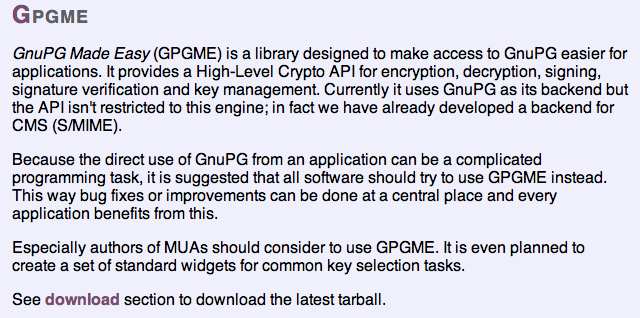 GPGME
GnuPG Made Easy (GPGME) is a library designed to make access to GnuPG easier for
applications. It provides a High-Level Crypto API for encryption, decryption, signing,
signature verification and key management. Currently it uses GnuPG as its backend but
the API isn't restricted to this engine; in fact we have already developed a backend for
CMS (S/MIME).
Because the direct use of GnuPG from an application can be a complicated
programming task, it is suggested that all software should try to use GPGME instead.
This way bug fixes or improvements can be done at a central place and every
application benefits from this.
Especially authors of MUAs should consider to use GPGME. It is even planned to
create a set of standard widgets for common key selection tasks.
See download section to download the latest tarball.